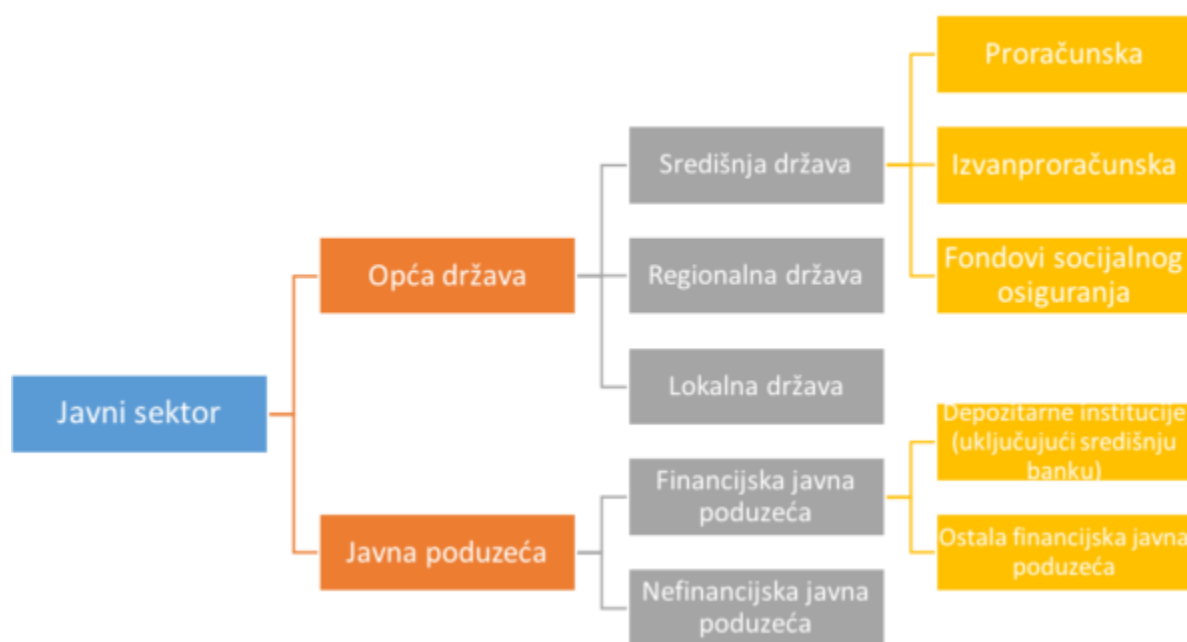 Proračunska
Središnja država
Izvanproračunska
Opća država
Regionalna država
Fondovi socijalnog
osiguranja
Lokalna država
Javni sektor
Depozitarne institucije
(uključujući središnju
banku)
Financijska javna
poduzeća
Javna poduzeća
Ostala financijska javna
poduzeća
Nefinancijska javna
poduzeća